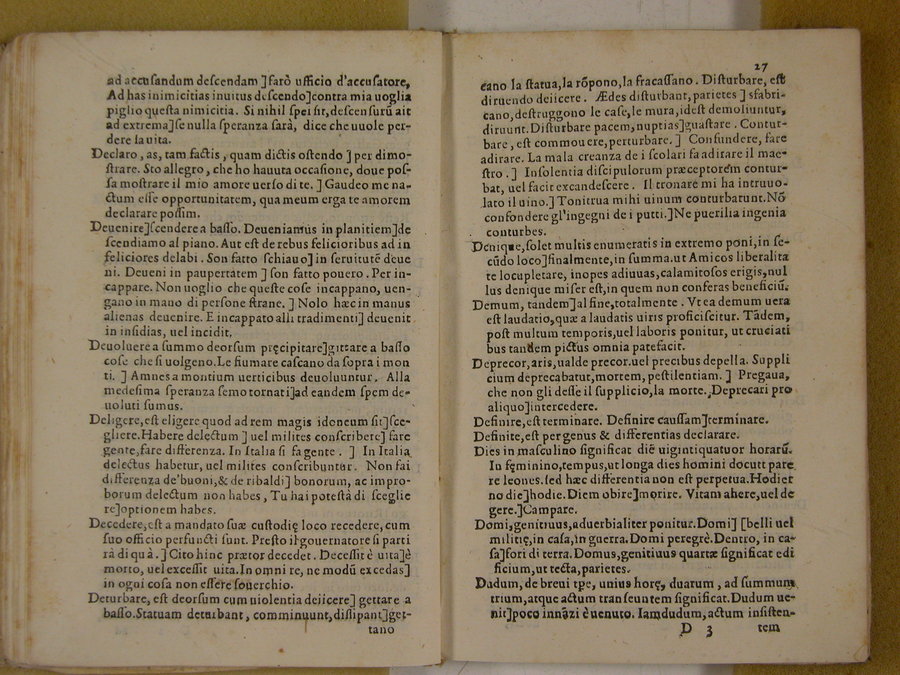 ad accusandum descendam ] farò ufficio d'accusatore,
Ad has inimicitias inuitus descendo] contra mia uoglia
piglio questa nimicitia. Si nihil spei sit, descensurū ait
ad extrema] se nulla speranza sarà, dice che uuole per-
dere la uita.
Declaro, as, tam factis, quam dictis ostendo ] per dimo-
strare. Sto allegro, che ho hauuta occasione, doue pos-
sa mostrare il mio amore uerso di te. ] Gaudeo me na-
ctum esse opportunitatem, qua meum erga te amorem
declarare possim.
Deuenire] scendere a basso. Deueniamus in planitiem] de
scendiamo al piano. Aut est de rebus felicioribus ad in
feliciores delabi. Son fatto schiauo] in seruitutē deue
ni. Deueni in paupertatem ] son fatto pouero. Per in-
cappare. Non uoglio che queste cose incappano, uen-
gano in mano di persone strane. ] Nolo hæc in manus
alienas deuenire. E incappato alli tradimenti] deuenit
in insidias, uel incidit.
Deuoluere a summo deorsum pręcipitare] gittare a basso
cose che si uolgeno. Le fiumare cascano da sopra i mon
ti. ] Amnes a montium uerticibus deuoluuntur. Alla
medesima speranza semo tornati] ad eandem spem de-
uoluti sumus.
Deligere, est eligere quod ad rem magis idoneum sit] sce-
gliere. Habere delectum ] uel milites conscribere] fare
gente, fare differenza. In Italia si fa gente. ] In Italia
delectus habetur, uel milites conscribuntur. Non fai
differenza de'buoni, & de ribaldi] bonorum, ac impro-
borum delectum non habes, Tu hai potestà di sceglie
re] optionem habes.
Decedere, est a mandato suæ custodię loco recedere, cum
suo officio perfuncti sunt. Presto il gouernatore si parti
rà di quà. ] Cito hinc prætor decedet. Decessit è uita] è
morto, uel excessit uita. In omni re, ne modū excedas]
in ogni cosa non essere souerchio.
Deturbare, est deorsum cum uiolentia deiicere] gettare a
basso. Statuam deturbant, comminuunt, dissipant] get-
tano
27
cano la statua, la rōpono, la fracassano. Disturbare, est
diruendo deiicere. Ædes disturbant, parietes ] sfabri-
cano, destruggono le case, le mura, idest demoliuntur,
diruunt. Disturbare pacem, nuptias] guastare. Contur-
bare, est commouere, perturbare. ] Confundere, fare
adirare. La mala creanza de i scolari fa adirare il mae-
stro. ] Insolentia discipulorum præceptorem contur-
bat, uel facit excandescere. Il tronare mi ha intruuo-
lato il uino. ] Tonitrua mihi uinum conturbarunt. Nō
confondere gl'ingegni de i putti. ] Ne puerilia ingenia
conturbes.
Denique, solet multis enumeratis in extremo poni, in se-
cūdo loco] finalmente, in summa. ut Amicos liberalita
te locupletare, inopes adiuuas, calamitosos erigis, nul
lus denique miser est, in quem non conferas beneficiū.
Demum, tandem] al fine, totalmente. Vt ea demum uera
est laudatio, quæ a laudatis uiris proficiscitur. Tādem,
post multum temporis, uel laboris ponitur, ut cruciati
bus tandem pictus omnia patefacit.
Deprecor, aris, ualde precor. uel precibus depello. Suppli
cium deprecabatur, mortem, pestilentiam. ] Pregaua,
che non gli desse il supplicio, la morte. Deprecari pro
aliquo] intercedere.
Definire, est terminare. Definire caussam] terminare.
Definite, est per genus & differentias declarare.
Dies in masculino significat diē uigintiquatuor horarū.
In fęminino, tempus, ut longa dies homini docuit pare
re leones. sed hæc differentia non est perpetua. Hodier
no die] hodie. Diem obire] morire. Vitam ahere, uel de
gere. ] Campare.
Domi, genitiuus, aduerbialiter ponitur. Domi] [belli uel
militię, in casa, in guerra. Domi peregrè. Dentro, in ca-
sa] fori di terra. Domus, genitiuus quartæ significat edi
ficium, ut tecta, parietes.
Dudum, de breui tpe, unius horę, duarum, ad summum
trium, atque actum transeuntem significat. Dudum ue-
nit] poco innāzi è uenuto. Iamdudum, actum insisten-
D 3 tem